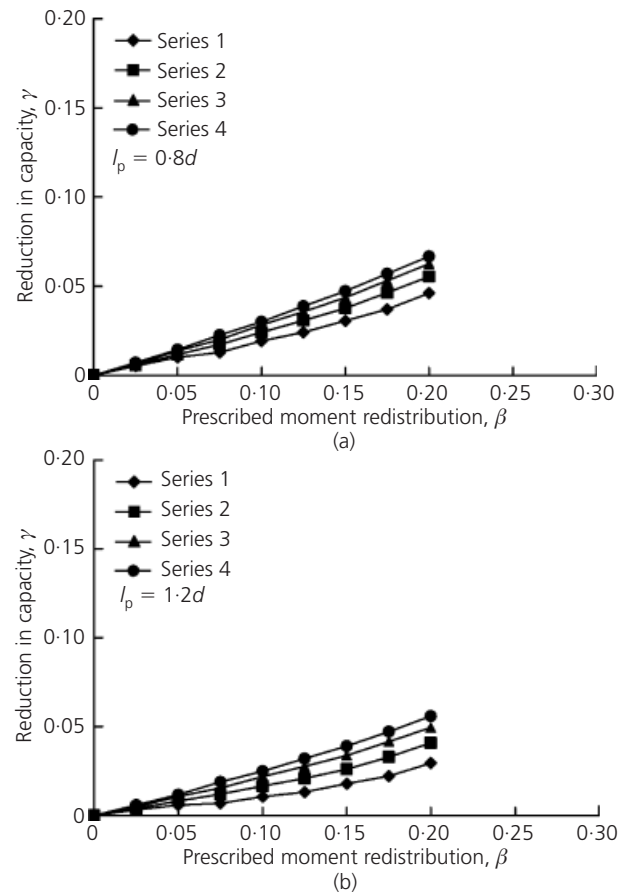 0·20
0·15
0·10
0·05
0
Reduction in capacity, γ
Series 1
Series 2
Series 3
Series 4
lp = 0·8d
0 0·05 0·10 0·15 0·20 0·25 0·30
Prescribed moment redistribution, β
(a)
0·20
0·15
0·10
0·05
0
Reduction in capacity, γ
Series 1
Series 2
Series 3
Series 4
lp = 1·2d
0 0·05 0·10 0·15 0·20 0·25 0·30
Prescribed moment redistribution, β
(b)